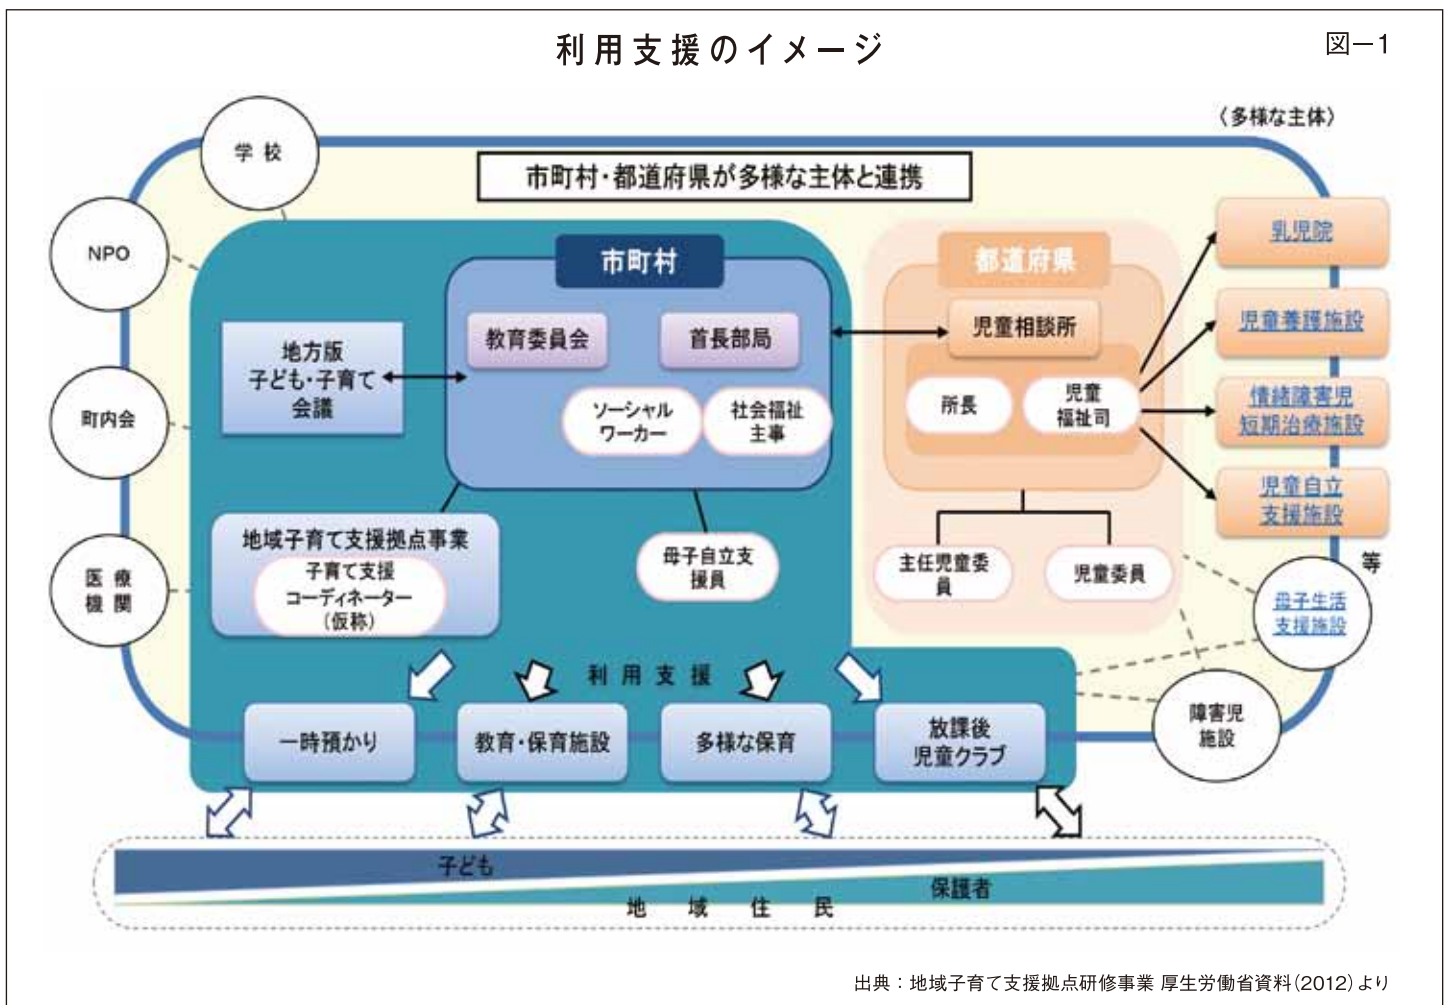 利用支援のイメージ
図－1
〈多様な主体〉
学校
市町村・都道府県が多様な主体と連携
NPO
町内会
医療
機関
市町村
教育委員会
首長部局
ソーシャル
ワーカー
社会福祉
主事
地方版
子ども・子育て
会議
地域子育て支援拠点事業
子育て支援
コーディネーター
(仮称)
母子自立支
援員
都道府県
児童相談所
所長
児童
福祉司
主任児童委
員
児童委員
乳児院
児童養護施設
情緒障害児
短期治療施設
児童自立
支援施設
等
母子生活
支援施設
障害児
施設
利用支援
一時預かり
教育・保育施設
多様な保育
放課後
児童クラブ
子ども
保護者
地域住民
出典：地域子育て支援拠点研修事業 厚生労働省資料(2012)より